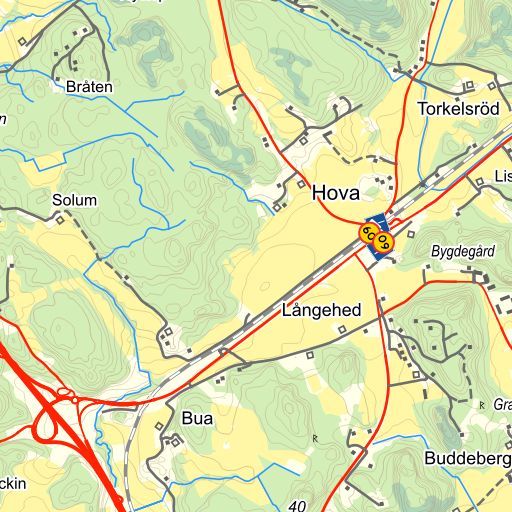 Bråten
Torkelsröd
Solum
Hova
Lis
60
60
Bygdegård
Långehed
Gra
Bua
R
R
Buddeberg
ckin
40